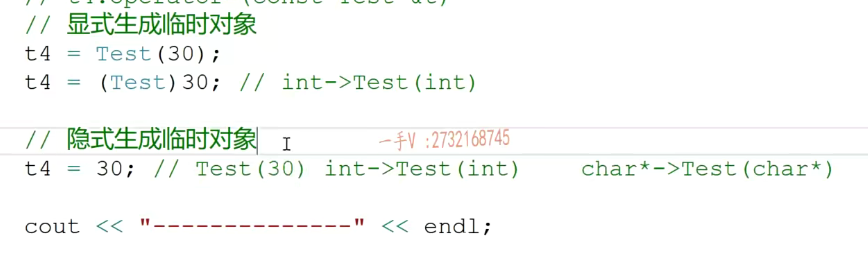 // t4.operator=(const Test &t)
// 显式生成临时对象
t4 = Test(30);
t4 = (Test)30; // int->Test(int)
// 隐式生成临时对象
一手V :2732168745
t4 = 30; // Test(30) int->Test(int) char*->Test(char*)
cout << "--------------" << endl;